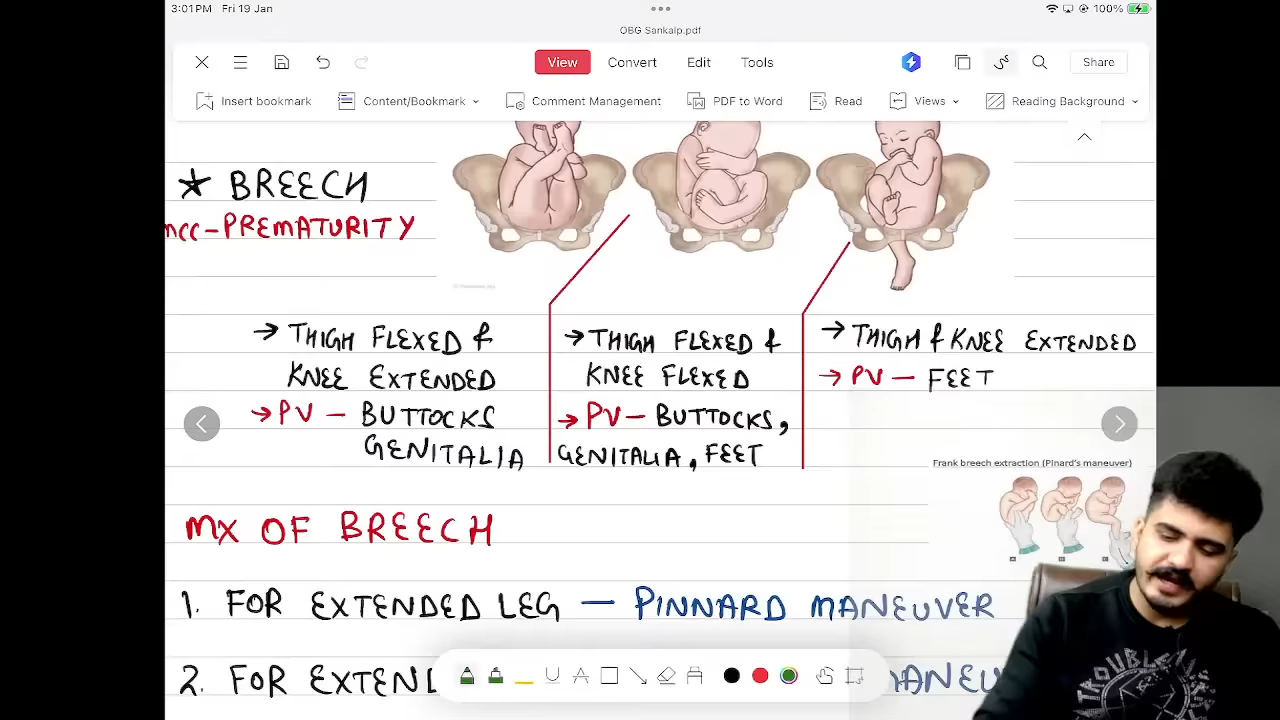 3:01PM Fri 19 Jan
100%
OBG Sankalp.pdf
View Convert Edit Tools Share
Insert bookmark Content/Bookmark Comment Management PDF to Word Read Views Reading Background
★ BREECH
MCC-PREMATURITY
→ THIGH FLEXED &
KNEE EXTENDED
→ PV – BUTTOCKS
GENITALIA
→ THIGH FLEXED &
KNEE FLEXED
→ PV – BUTTOCKS,
GENITALIA, FEET
→ THIGH & KNEE EXTENDED
→ PV – FEET
Frank breech extraction (Pinard's maneuver)
MX OF BREECH
1. FOR EXTENDED LEG – PINNARD MANEUVER
2. FOR EXTEND
MANEU